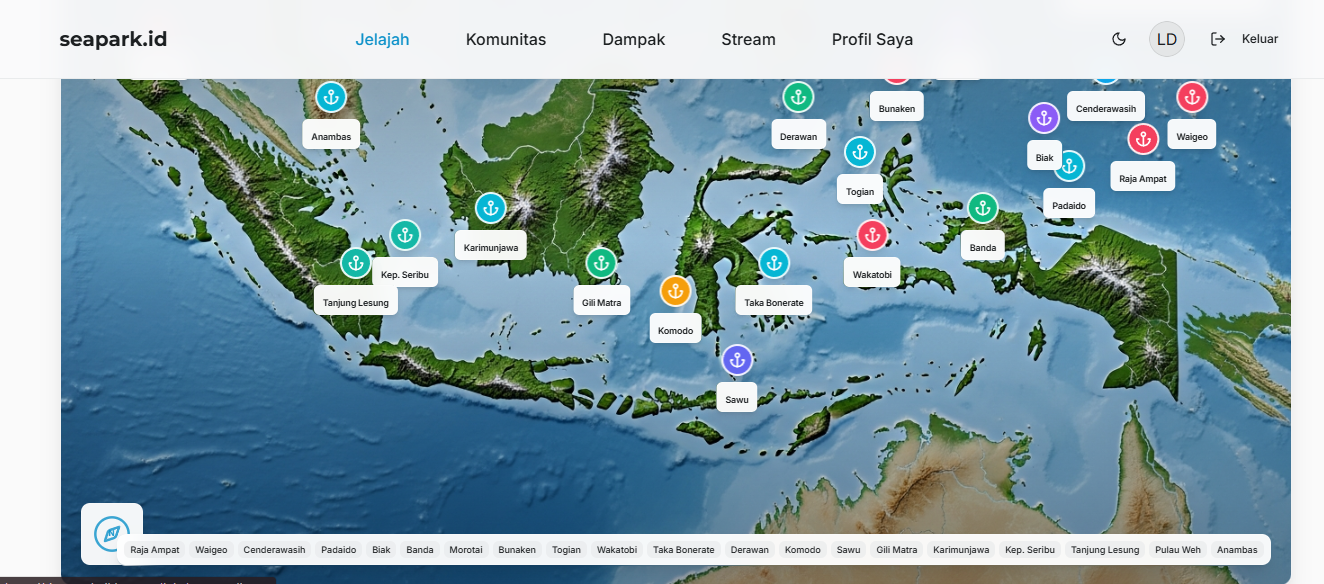 seapark.id
Jelajah
Komunitas
Dampak
Stream
Profil Saya
LD
Keluar
Anambas
Derawan
Bunaken
Cenderawasih
Waigeo
Biak
Raja Ampat
Togian
Padaido
Karimunjawa
Banda
Kep. Seribu
Wakatobi
Tanjung Lesung
Gili Matra
Taka Bonerate
Komodo
Sawu
Raja Ampat Waigeo Cenderawasih Padaido Biak Banda Morotai Bunaken Togian Wakatobi Taka Bonerate Derawan Komodo Sawu Gili Matra Karimunjawa Kep. Seribu Tanjung Lesung Pulau Weh Anambas